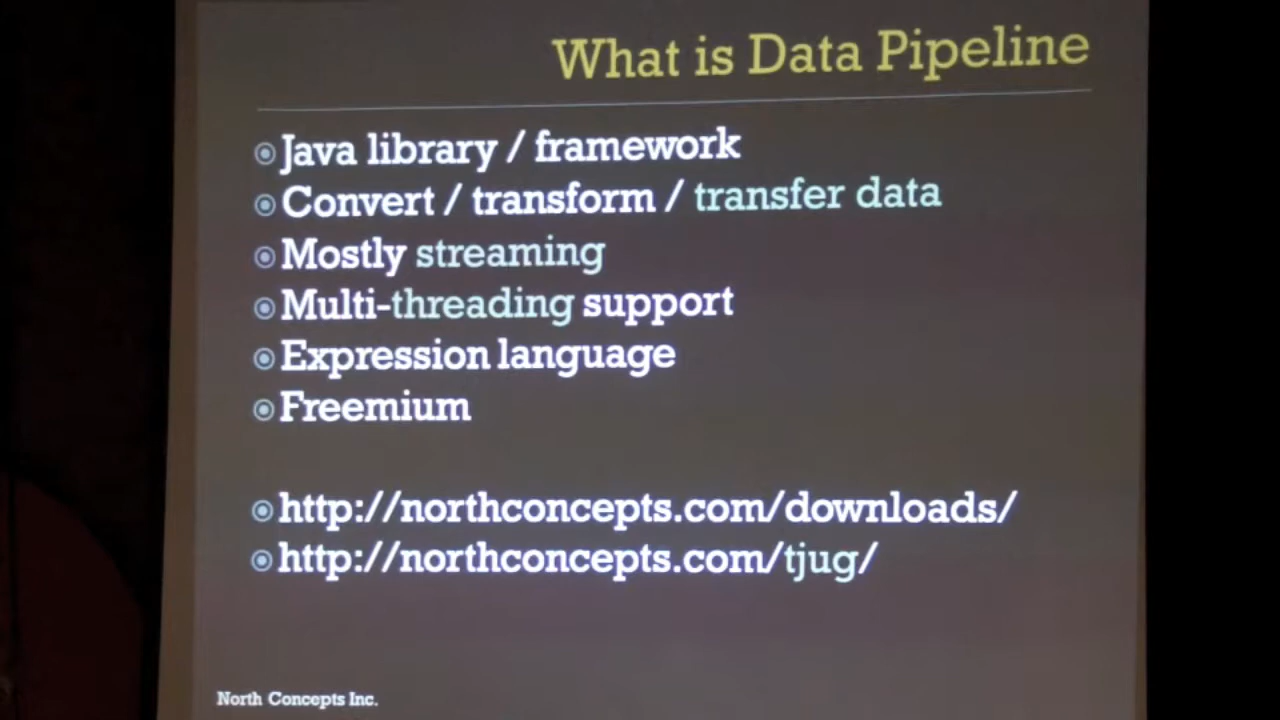 What is Data Pipeline
Java library / framework
Convert / transform / transfer data
Mostly streaming
Multi-threading support
Expression language
Freemium
http://northconcepts.com/downloads/
http://northconcepts.com/tjug/
North Concepts Inc.